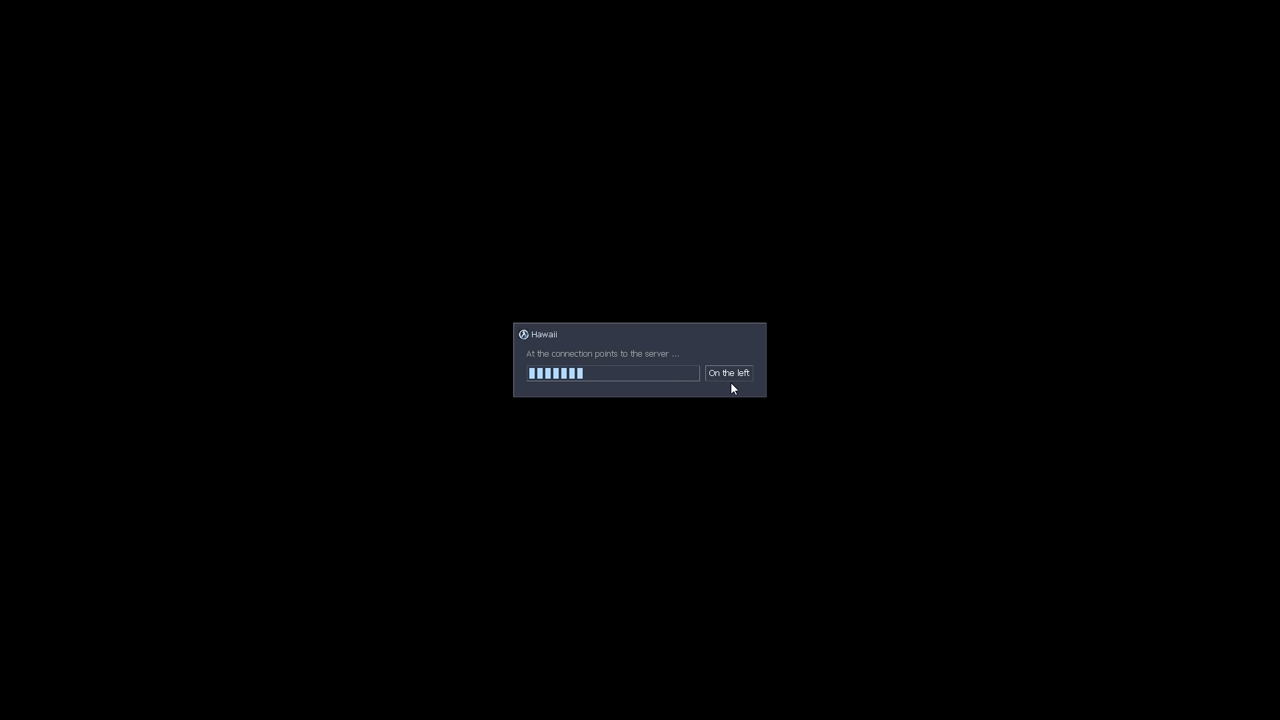 Hawaii
At the connection points to the server ...
On the left